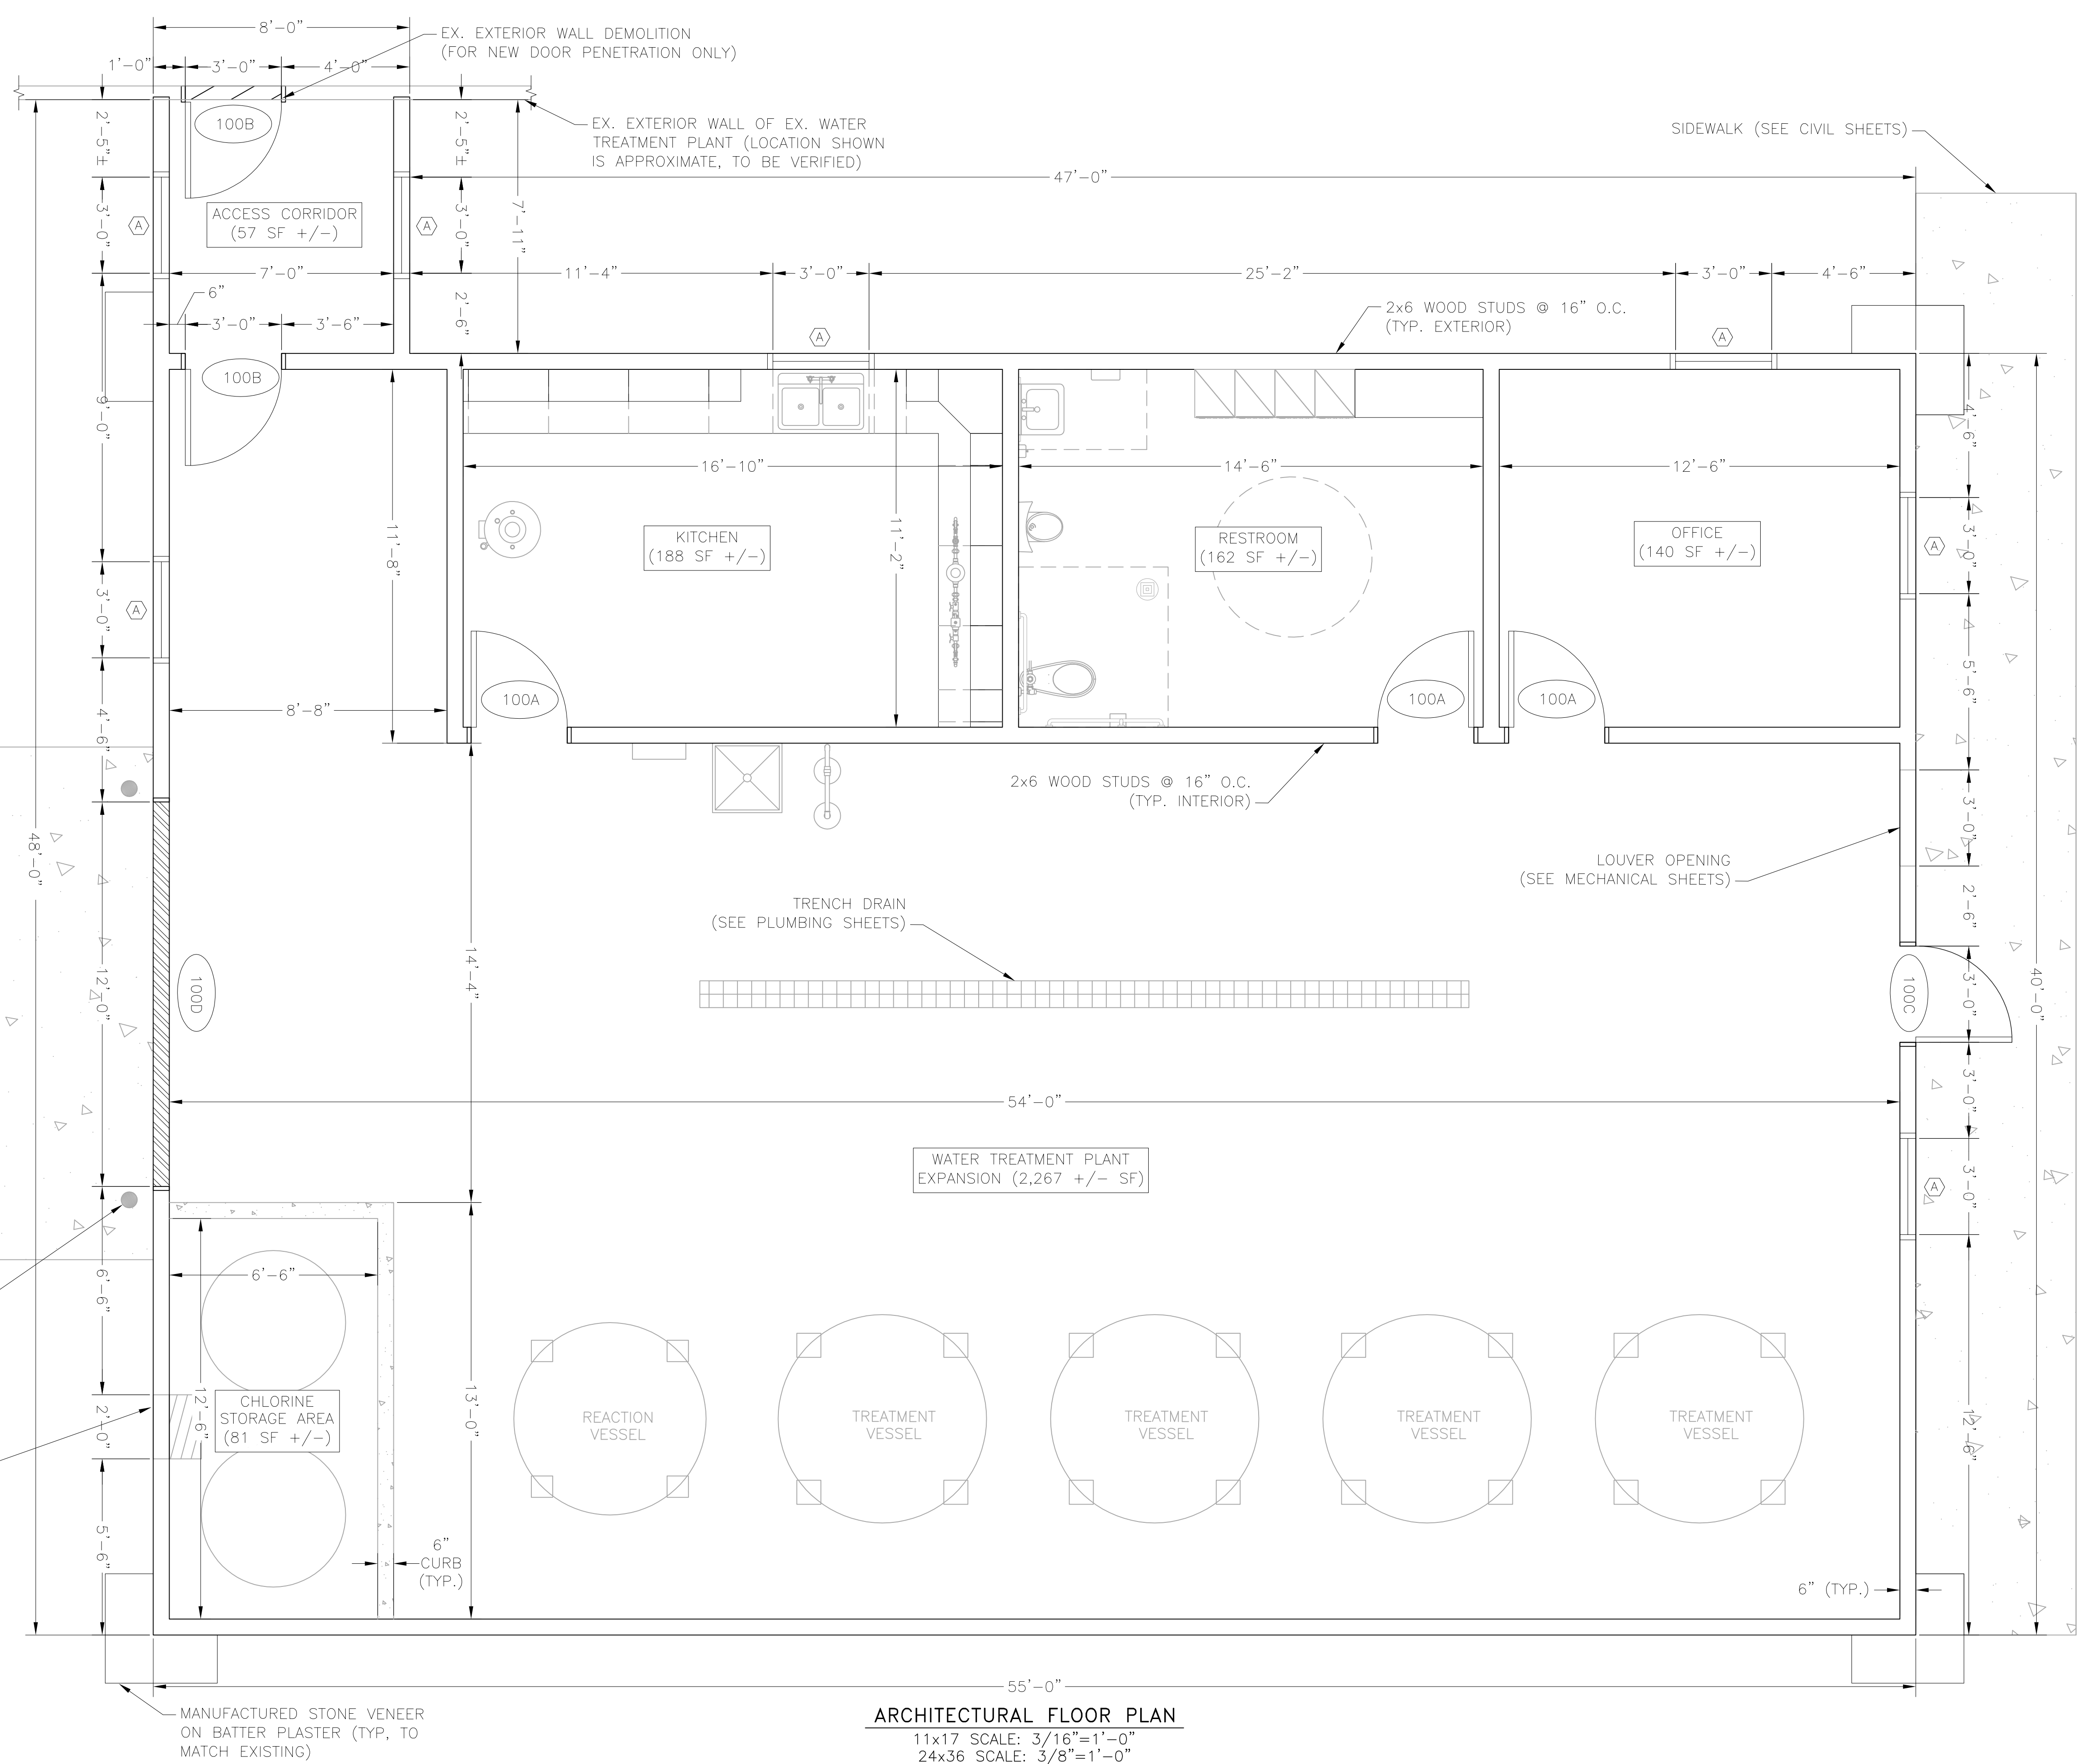 8'-0"
EX. EXTERIOR WALL DEMOLITION
(FOR NEW DOOR PENETRATION ONLY)
1'-0"
3'-0"
4'-0"
100B
2'-5"±
2'-5"±
EX. EXTERIOR WALL OF EX. WATER
TREATMENT PLANT (LOCATION SHOWN
IS APPROXIMATE, TO BE VERIFIED)
SIDEWALK (SEE CIVIL SHEETS)
47'-0"
3'-0"
A
ACCESS CORRIDOR
(57 SF +/-)
A
3'-0"
7'-11"
7'-0"
11'-4"
3'-0"
25'-2"
3'-0"
4'-6"
6"
3'-0"
3'-6"
2'-6"
2x6 WOOD STUDS @ 16" O.C.
(TYP. EXTERIOR)
A
A
100B
9'-0"
4'-6"
16'-10"
14'-6"
12'-6"
11'-8"
11'-2"
KITCHEN
(188 SF +/-)
RESTROOM
(162 SF +/-)
OFFICE
(140 SF +/-)
A
3'-0"
A
3'-0"
5'-6"
100A
100A
100A
8'-8"
4'-6"
2x6 WOOD STUDS @ 16" O.C.
(TYP. INTERIOR)
3'-0"
48'-0"
LOUVER OPENING
(SEE MECHANICAL SHEETS)
TRENCH DRAIN
(SEE PLUMBING SHEETS)
2'-6"
14'-4"
12'-0"
100D
100C
3'-0"
40'-0"
54'-0"
3'-0"
WATER TREATMENT PLANT
EXPANSION (2,267 +/- SF)
A
3'-0"
6'-6"
6'-6"
CHLORINE
STORAGE AREA
(81 SF +/-)
12'-6"
13'-0"
2'-0"
REACTION
VESSEL
TREATMENT
VESSEL
TREATMENT
VESSEL
TREATMENT
VESSEL
TREATMENT
VESSEL
12'-6"
5'-6"
6"
CURB
(TYP.)
6" (TYP.)
55'-0"
MANUFACTURED STONE VENEER
ON BATTER PLASTER (TYP, TO
MATCH EXISTING)
ARCHITECTURAL FLOOR PLAN
11x17 SCALE: 3/16"=1'-0"
24x36 SCALE: 3/8"=1'-0"